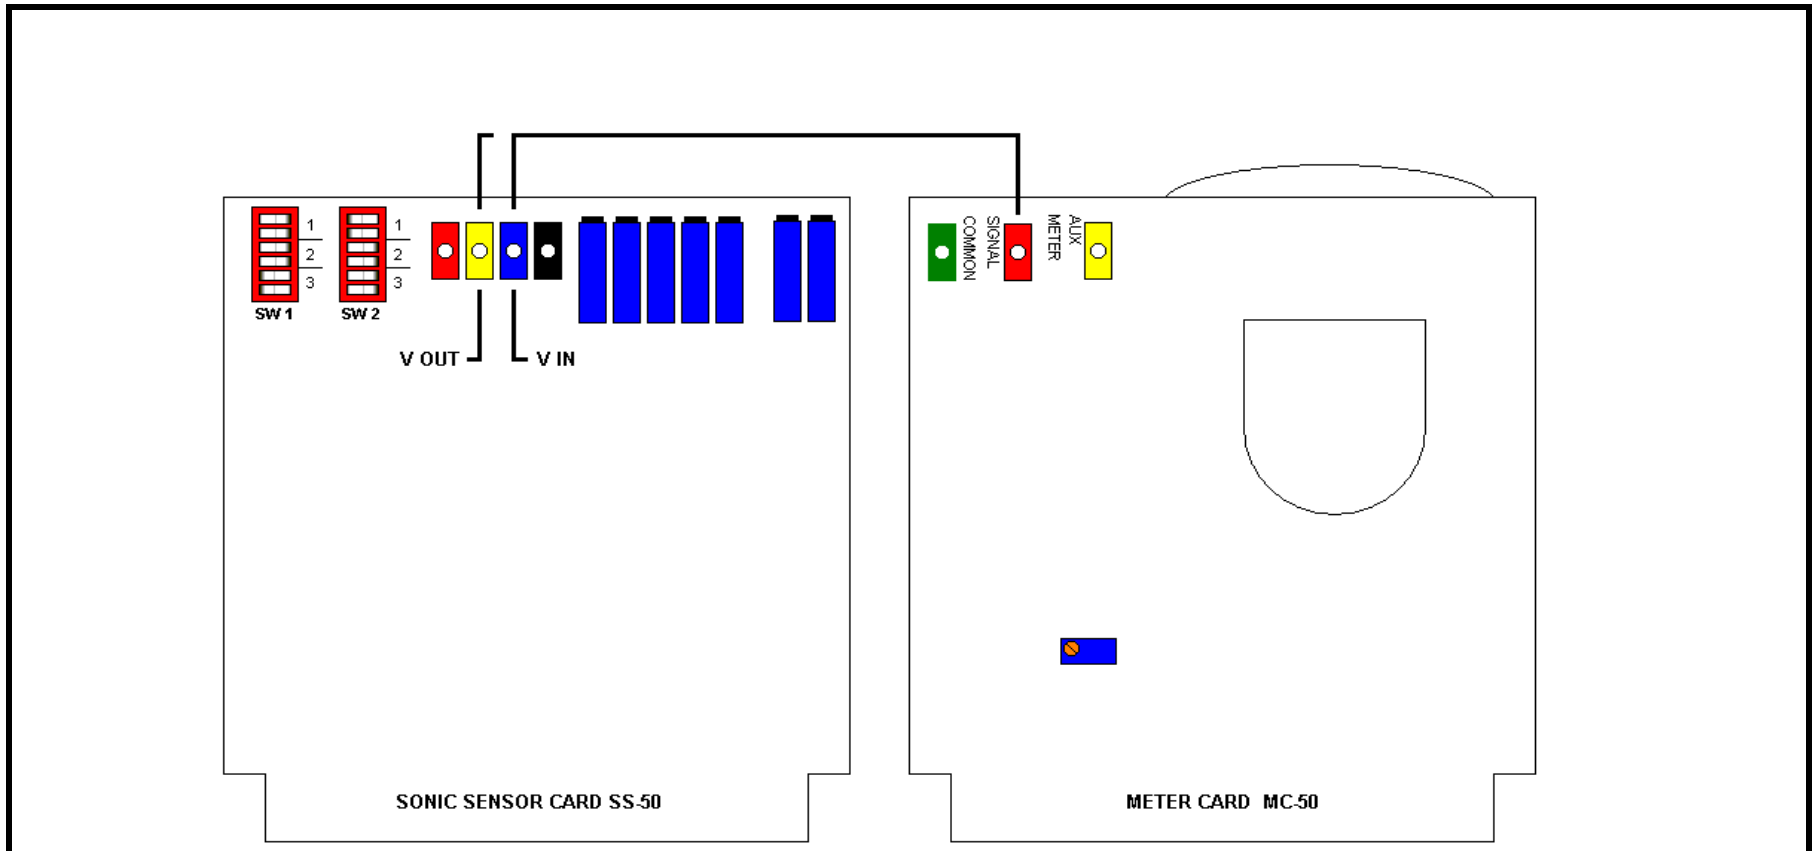 1
2
3
SW 1
1
2
3
SW 2
V OUT
V IN
SONIC SENSOR CARD SS-50
COMMON
SIGNAL
AUX
METER
METER CARD MC-50